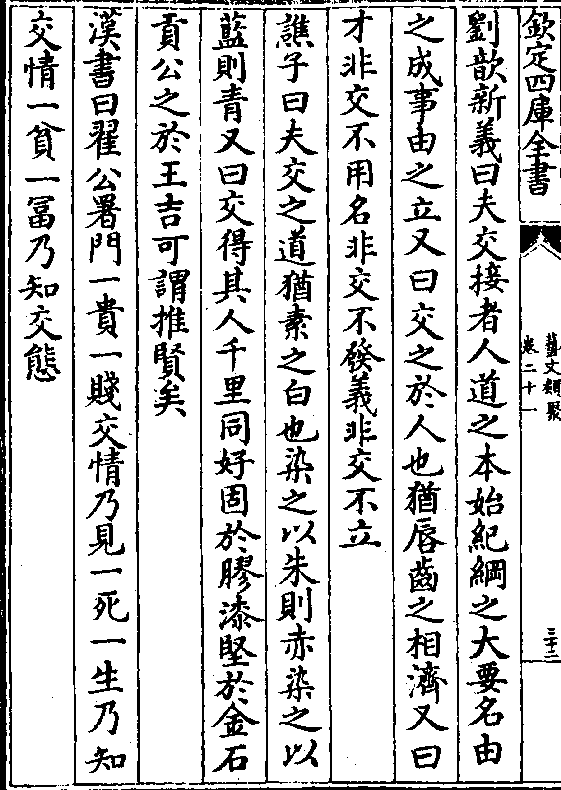 欽定四庫全書
藝文類聚
卷二十一
三十二
劉歆新義曰夫交接者人道之本始紀綱之大要名由
之成事由之立又曰交之於人也猶唇齒之相濟又曰
才非交不用名非交不發義非交不立
譙子曰夫交之道猶素之白也染之以朱則赤染之以
藍則青又曰交得其人千里同好固於膠漆堅於金石
貢公之於王吉可謂推賢矣
漢書曰翟公署門一貴一賤交情乃見一死一生乃知
交情一貧一冨乃知交態